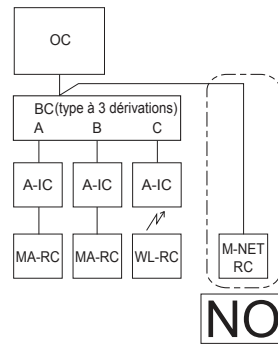 OC
BC(type à 3 dérivations)
A B C
A-IC A-IC A-IC
MA-RC MA-RC WL-RC
M-NET
RC
NO